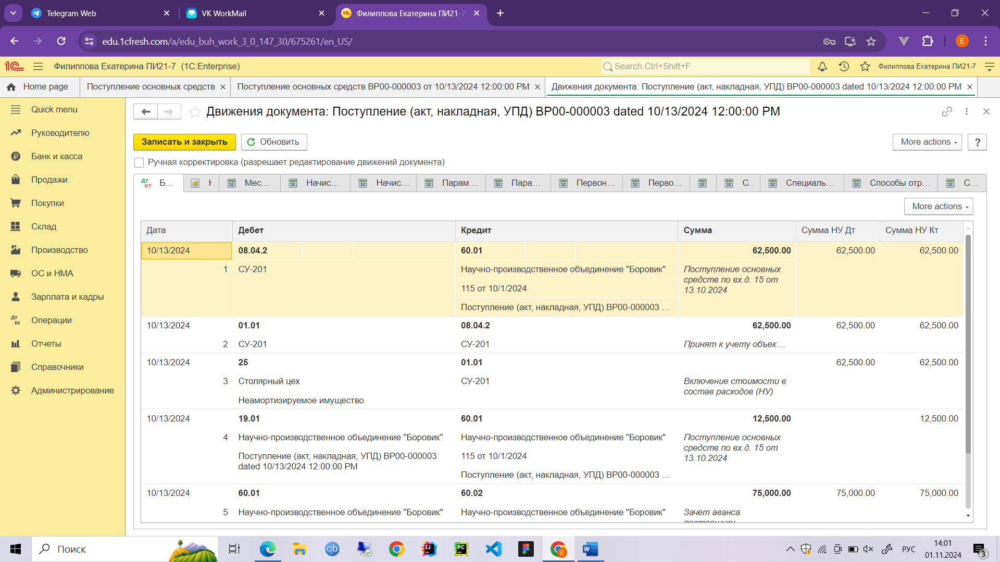 Telegram Web
VK WorkMail
Филиппова Екатерина ПИ21-7
edu.1cfresh.com/a/edu_buh_work_3_0_147_30/675261/en_US/
E
Филиппова Екатерина ПИ21-7 (1C:Enterprise)
Search Ctrl+Shift+F
Филиппова Екатерина ПИ21-7
Home page
Поступление основных средств
Поступление основных средств ВР00-000003 от 10/13/2024 12:00:00 PM
Движения документа: Поступление (акт, накладная, УПД) ВР00-000003 dated 10/13/2024 12:00:00 PM
Quick menu
Руководителю
Банк и касса
Продажи
Покупки
Склад
Производство
ОС и НМА
Зарплата и кадры
Операции
Отчеты
Справочники
Администрирование
Движения документа: Поступление (акт, накладная, УПД) ВР00-000003 dated 10/13/2024 12:00:00 PM
Записать и закрыть
Обновить
More actions
?
Ручная корректировка (разрешает редактирование движений документа)
Дт Кт Б...
Мес...
Начис...
Начис...
Парам...
Пара...
Первон...
Перво...
С..
Специаль...
Способы отр...
С...
More actions
Дата Дебет Кредит Сумма Сумма НУ Дт Сумма НУ Кт
10/13/2024 08.04.2 60.01 62,500.00 62,500.00 62,500.00
1 СУ-201 Научно-производственное объединение "Боровик" Поступление основных
средств по вх.д. 15 от
115 от 10/1/2024 13.10.2024
Поступление (акт, накладная, УПД) ВР00-000003 ...
10/13/2024 01.01 08.04.2 62,500.00 62,500.00 62,500.00
2 СУ-201 СУ-201 Принят к учету объек...
10/13/2024 25 01.01 62,500.00 62,500.00
3 Столярный цех СУ-201 Включение стоимости в
состав расходов (НУ)
Неамортизируемое имущество
10/13/2024 19.01 60.01 12,500.00 12,500.00
4 Научно-производственное объединение "Боровик" Научно-производственное объединение "Боровик" Поступление основных
средств по вх.д. 15 от
Поступление (акт, накладная, УПД) ВР00-000003 115 от 10/1/2024 13.10.2024
dated 10/13/2024 12:00:00 PM
Поступление (акт, накладная, УПД) ВР00-000003 ...
10/13/2024 60.01 60.02 75,000.00 75,000.00 75,000.00
5 Научно-производственное объединение "Боровик" Научно-производственное объединение "Боровик" Зачет аванса
Поиск
РУС
14:01
01.11.2024
3